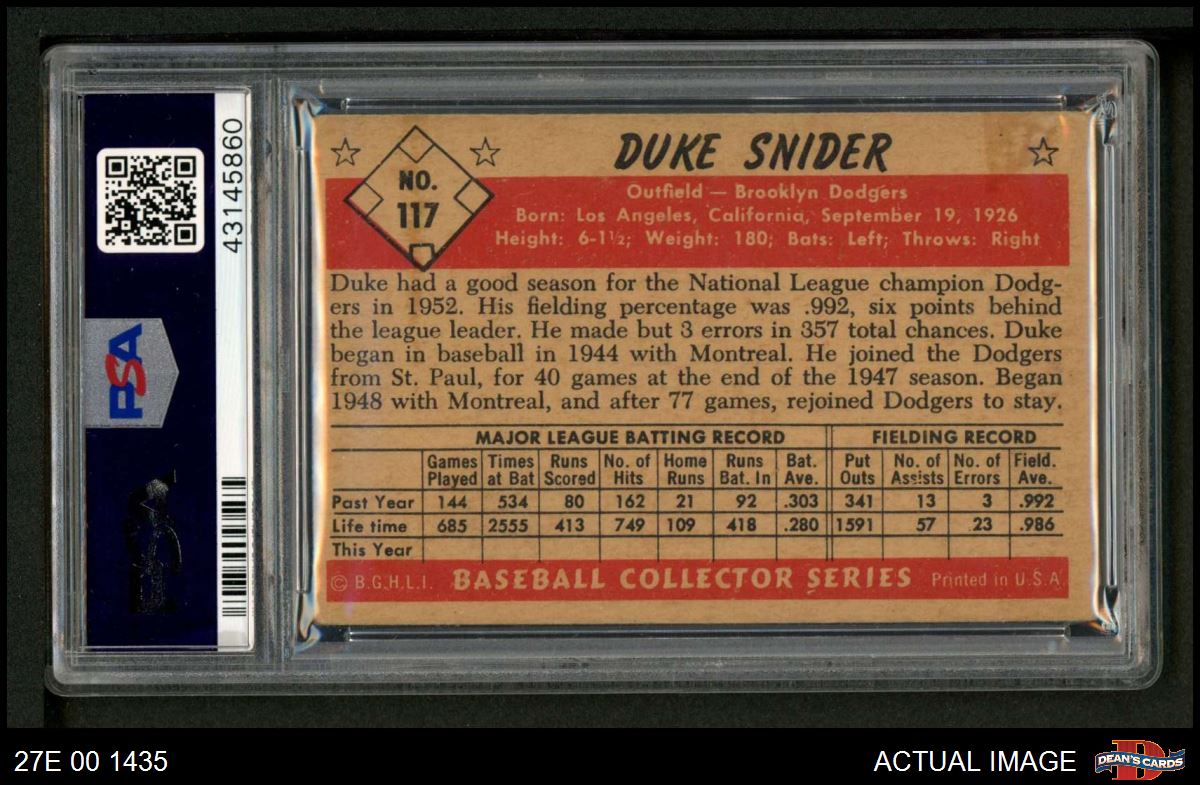 43145860
PSA
NO.
117
DUKE SNIDER
Outfield — Brooklyn Dodgers
Born: Los Angeles, California, September 19, 1926
Height: 6-1½; Weight: 180; Bats: Left; Throws: Right
Duke had a good season for the National League champion Dodg-
ers in 1952. His fielding percentage was .992, six points behind
the league leader. He made but 3 errors in 357 total chances. Duke
began in baseball in 1944 with Montreal. He joined the Dodgers
from St. Paul, for 40 games at the end of the 1947 season. Began
1948 with Montreal, and after 77 games, rejoined Dodgers to stay.
MAJOR LEAGUE BATTING RECORD FIELDING RECORD
Games Times Runs No. of Home Runs Bat. Put No. of No. of Field.
Played at Bat Scored Hits Runs Bat. In Ave. Outs Assists Errors Ave.
Past Year 144 534 80 162 21 92 .303 341 13 3 .992
Life time 685 2555 413 749 109 418 .280 1591 57 23 .986
This Year
© B.G.H.L.I. BASEBALL COLLECTOR SERIES Printed in U.S.A.
27E 00 1435
ACTUAL IMAGE
DEAN'S CARDS